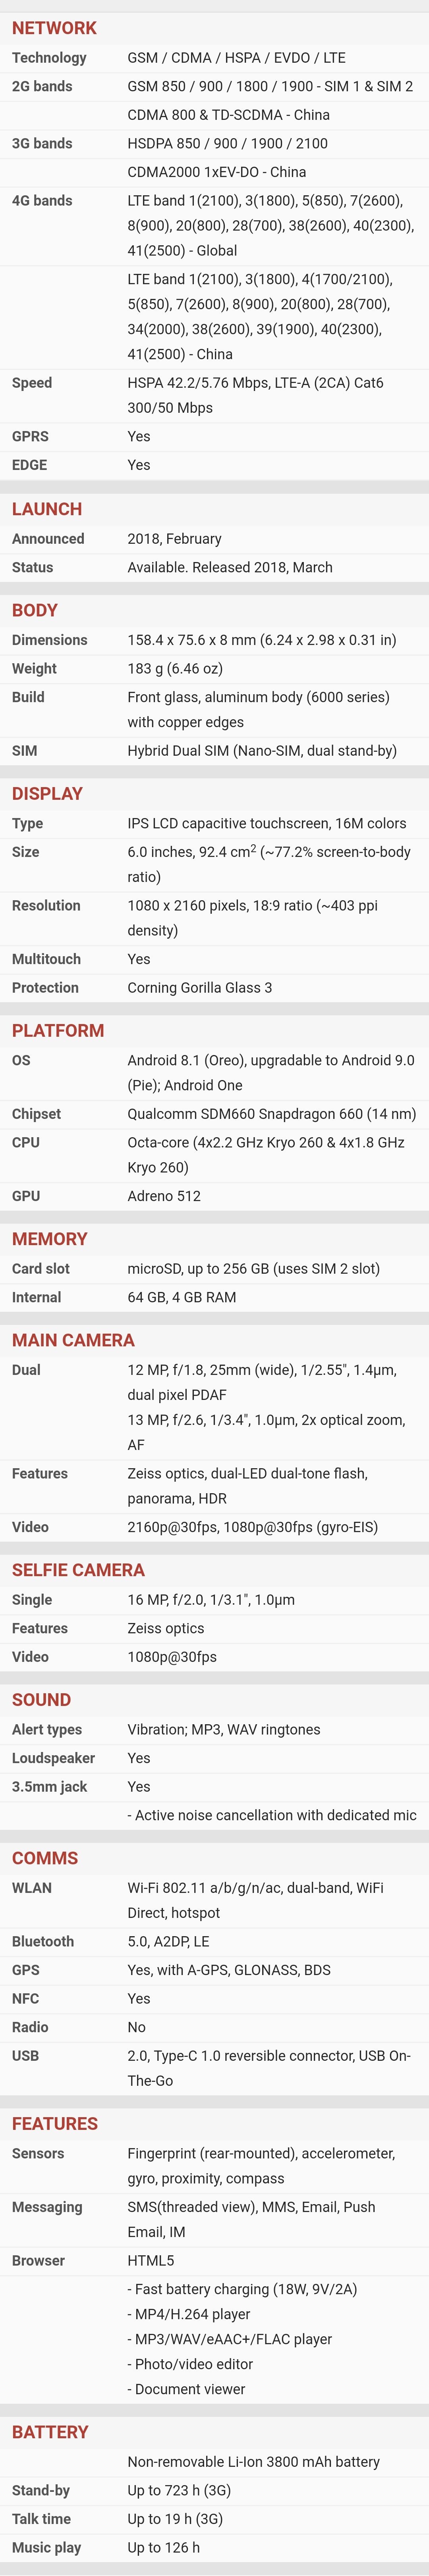 NETWORK
Technology GSM / CDMA / HSPA / EVDO / LTE
2G bands GSM 850 / 900 / 1800 / 1900 - SIM 1 & SIM 2
CDMA 800 & TD-SCDMA - China
3G bands HSDPA 850 / 900 / 1900 / 2100
CDMA2000 1xEV-DO - China
4G bands LTE band 1(2100), 3(1800), 5(850), 7(2600),
8(900), 20(800), 28(700), 38(2600), 40(2300),
41(2500) - Global
LTE band 1(2100), 3(1800), 4(1700/2100),
5(850), 7(2600), 8(900), 20(800), 28(700),
34(2000), 38(2600), 39(1900), 40(2300),
41(2500) - China
Speed HSPA 42.2/5.76 Mbps, LTE-A (2CA) Cat6
300/50 Mbps
GPRS Yes
EDGE Yes
LAUNCH
Announced 2018, February
Status Available. Released 2018, March
BODY
Dimensions 158.4 x 75.6 x 8 mm (6.24 x 2.98 x 0.31 in)
Weight 183 g (6.46 oz)
Build Front glass, aluminum body (6000 series)
with copper edges
SIM Hybrid Dual SIM (Nano-SIM, dual stand-by)
DISPLAY
Type IPS LCD capacitive touchscreen, 16M colors
Size 6.0 inches, 92.4 cm² (~77.2% screen-to-body
ratio)
Resolution 1080 x 2160 pixels, 18:9 ratio (~403 ppi
density)
Multitouch Yes
Protection Corning Gorilla Glass 3
PLATFORM
OS Android 8.1 (Oreo), upgradable to Android 9.0
(Pie); Android One
Chipset Qualcomm SDM660 Snapdragon 660 (14 nm)
CPU Octa-core (4x2.2 GHz Kryo 260 & 4x1.8 GHz
Kryo 260)
GPU Adreno 512
MEMORY
Card slot microSD, up to 256 GB (uses SIM 2 slot)
Internal 64 GB, 4 GB RAM
MAIN CAMERA
Dual 12 MP, f/1.8, 25mm (wide), 1/2.55", 1.4µm,
dual pixel PDAF
13 MP, f/2.6, 1/3.4", 1.0µm, 2x optical zoom,
AF
Features Zeiss optics, dual-LED dual-tone flash,
panorama, HDR
Video 2160p@30fps, 1080p@30fps (gyro-EIS)
SELFIE CAMERA
Single 16 MP, f/2.0, 1/3.1", 1.0µm
Features Zeiss optics
Video 1080p@30fps
SOUND
Alert types Vibration; MP3, WAV ringtones
Loudspeaker Yes
3.5mm jack Yes
- Active noise cancellation with dedicated mic
COMMS
WLAN Wi-Fi 802.11 a/b/g/n/ac, dual-band, WiFi
Direct, hotspot
Bluetooth 5.0, A2DP, LE
GPS Yes, with A-GPS, GLONASS, BDS
NFC Yes
Radio No
USB 2.0, Type-C 1.0 reversible connector, USB On-
The-Go
FEATURES
Sensors Fingerprint (rear-mounted), accelerometer,
gyro, proximity, compass
Messaging SMS(threaded view), MMS, Email, Push
Email, IM
Browser HTML5
- Fast battery charging (18W, 9V/2A)
- MP4/H.264 player
- MP3/WAV/eAAC+/FLAC player
- Photo/video editor
- Document viewer
BATTERY
Non-removable Li-Ion 3800 mAh battery
Stand-by Up to 723 h (3G)
Talk time Up to 19 h (3G)
Music play Up to 126 h